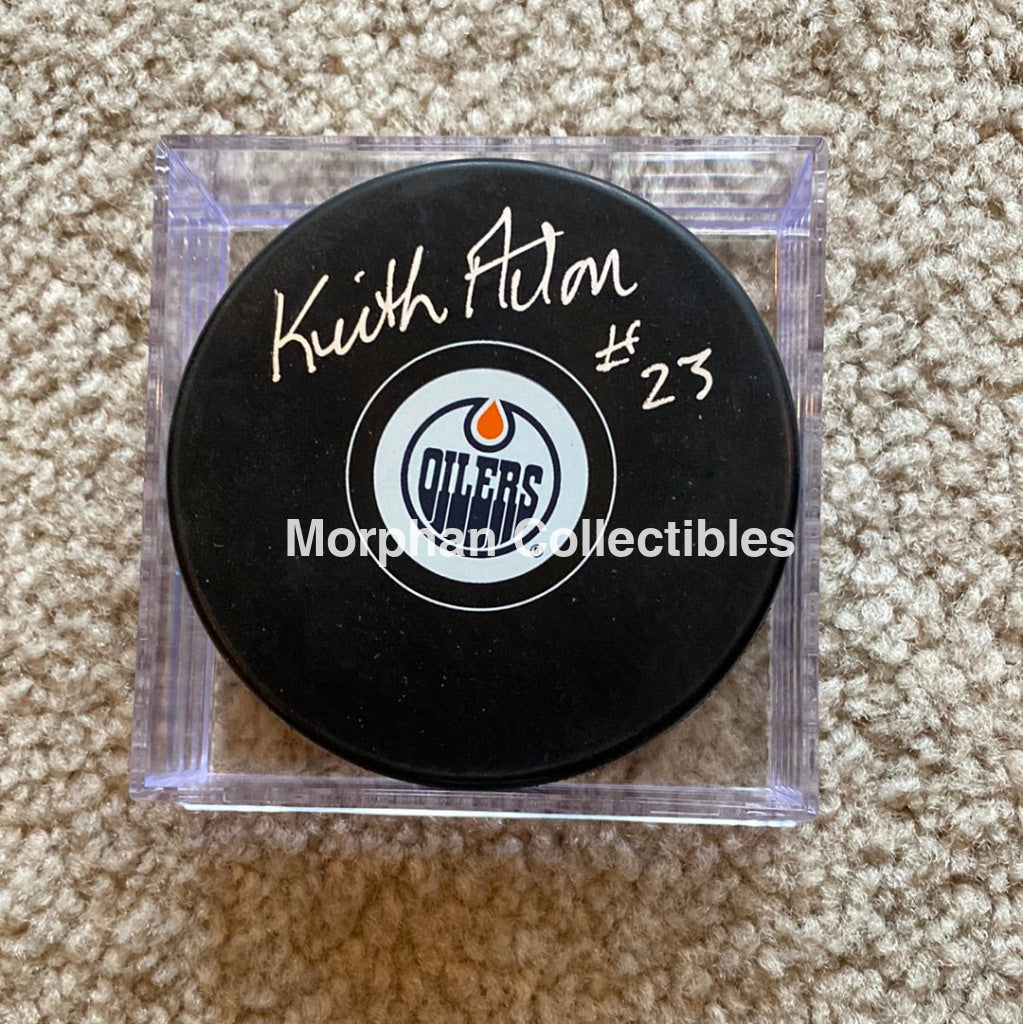 Keith Acton
#23
OILERS
Morphan Collectibles